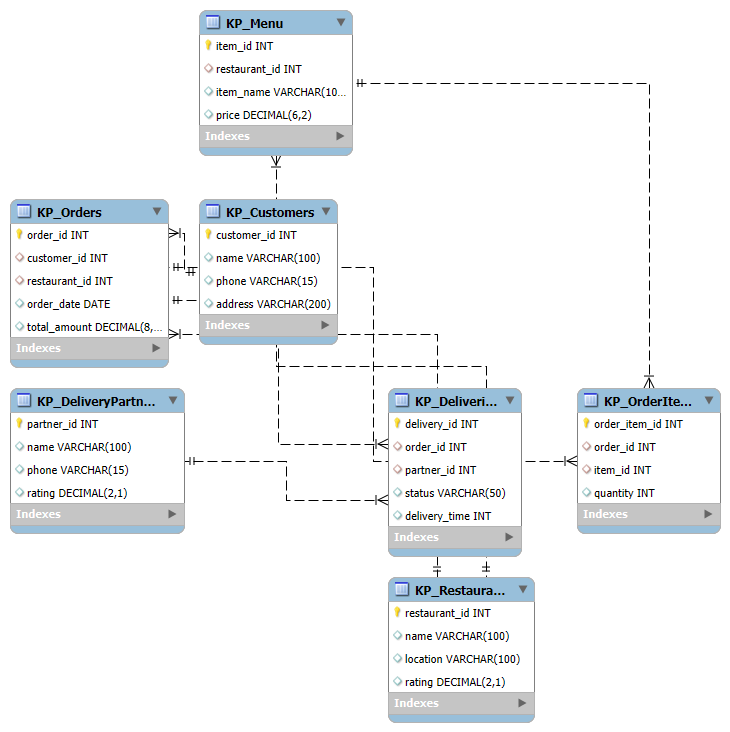 KP_Menu
item_id INT
restaurant_id INT
item_name VARCHAR(10...
price DECIMAL(6,2)
Indexes
KP_Orders
order_id INT
customer_id INT
restaurant_id INT
order_date DATE
total_amount DECIMAL(8,...
Indexes
KP_Customers
customer_id INT
name VARCHAR(100)
phone VARCHAR(15)
address VARCHAR(200)
Indexes
KP_DeliveryPartn...
partner_id INT
name VARCHAR(100)
phone VARCHAR(15)
rating DECIMAL(2,1)
Indexes
KP_Deliveri...
delivery_id INT
order_id INT
partner_id INT
status VARCHAR(50)
delivery_time INT
Indexes
KP_OrderIte...
order_item_id INT
order_id INT
item_id INT
quantity INT
Indexes
KP_Restaura...
restaurant_id INT
name VARCHAR(100)
location VARCHAR(100)
rating DECIMAL(2,1)
Indexes